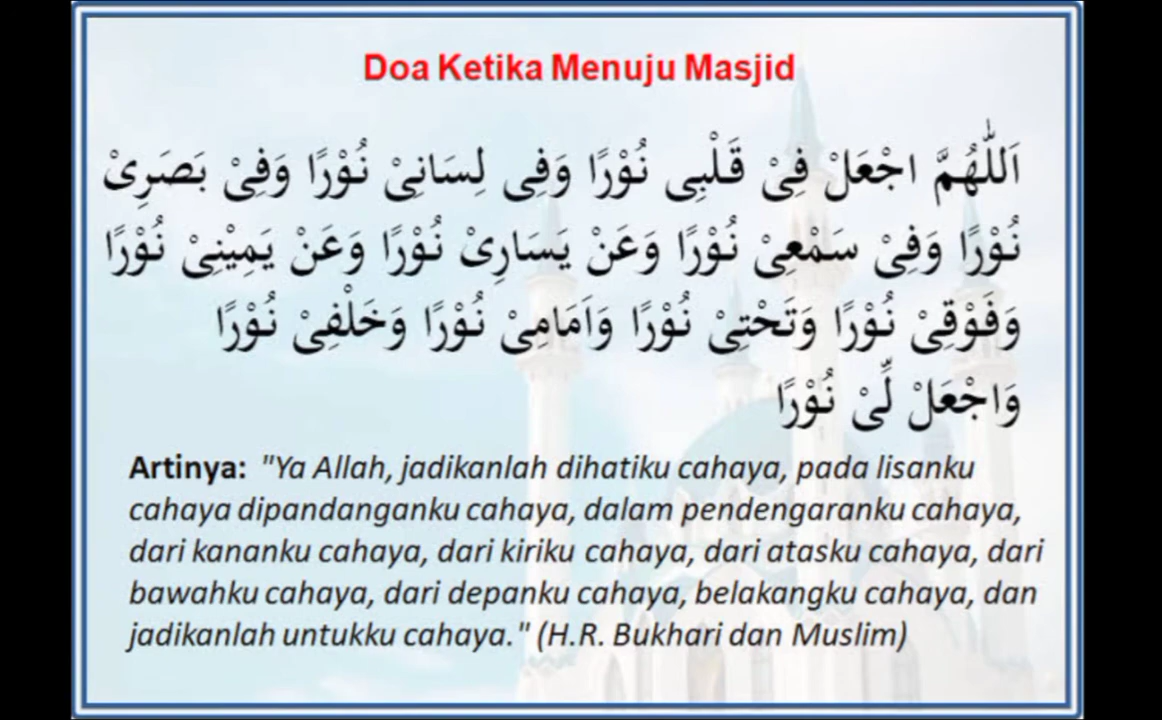 Doa Ketika Menuju Masjid
اَللّٰهُمَّ اجْعَلْ فِىْ قَلْبِى نُوْرًا وَفِى لِسَانِىْ نُوْرًا وَفِىْ بَصَرِىْ
نُوْرًا وَفِىْ سَمْعِىْ نُوْرًا وَعَنْ يَسَارِىْ نُوْرًا وَعَنْ يَمِيْنِىْ نُوْرًا
وَفَوْقِىْ نُوْرًا وَتَحْتِىْ نُوْرًا وَاَمَامِىْ نُوْرًا وَخَلْفِىْ نُوْرًا
وَاجْعَلْ لِّىْ نُوْرًا
Artinya: "Ya Allah, jadikanlah dihatiku cahaya, pada lisanku
cahaya dipandanganku cahaya, dalam pendengaranku cahaya,
dari kananku cahaya, dari kiriku cahaya, dari atasku cahaya, dari
bawahku cahaya, dari depanku cahaya, belakangku cahaya, dan
jadikanlah untukku cahaya." (H.R. Bukhari dan Muslim)